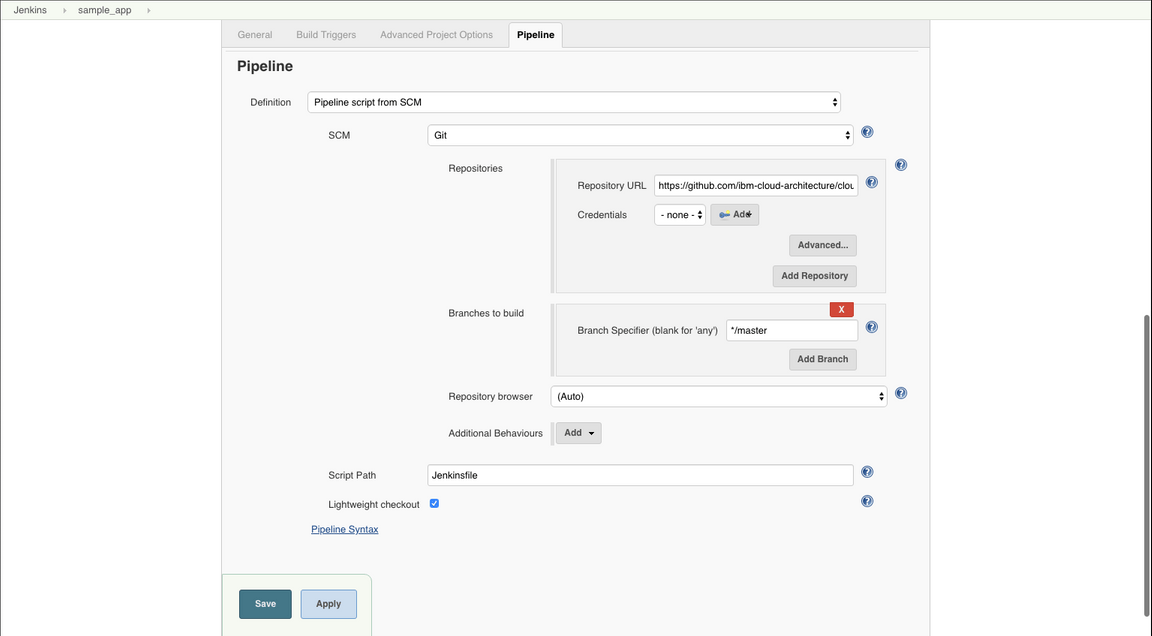 Jenkins sample_app
General Build Triggers Advanced Project Options Pipeline
Pipeline
Definition Pipeline script from SCM
SCM Git
Repositories
Repository URL https://github.com/ibm-cloud-architecture/clou
Credentials - none - Add
Advanced...
Add Repository
X
Branches to build
Branch Specifier (blank for 'any') */master
Add Branch
Repository browser (Auto)
Additional Behaviours Add
Script Path Jenkinsfile
Lightweight checkout
Pipeline Syntax
Save Apply